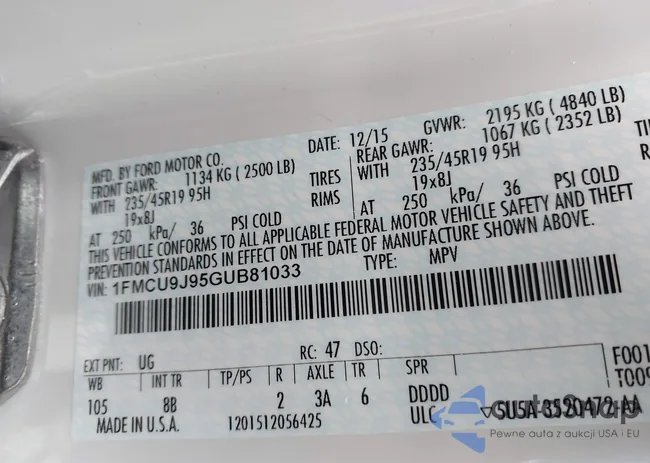 MFD. BY FORD MOTOR CO.
DATE: 12/15 GVWR: 2195 KG ( 4840 LB)
FRONT GAWR: 1134 KG ( 2500 LB) REAR GAWR: 1067 KG ( 2352 LB)
WITH 235/45R19 95H TIRES WITH 235/45R19 95H
19x8J RIMS 19x8J
AT 250 kPa/ 36 PSI COLD AT 250 kPa/ 36 PSI COLD
THIS VEHICLE CONFORMS TO ALL APPLICABLE FEDERAL MOTOR VEHICLE SAFETY AND THEFT
PREVENTION STANDARDS IN EFFECT ON THE DATE OF MANUFACTURE SHOWN ABOVE.
VIN: 1FMCU9J95GUB81033 TYPE: MPV
EXT PNT: UG RC: 47 DSO:
WB INT TR TP/PS R AXLE TR SPR
105 8B 2 3A 6 DDDD
MADE IN U.S.A. 1201512056425 ULC 5U5A-3520472-AA
F001
T009
Pewne auta z aukcji USA i EU